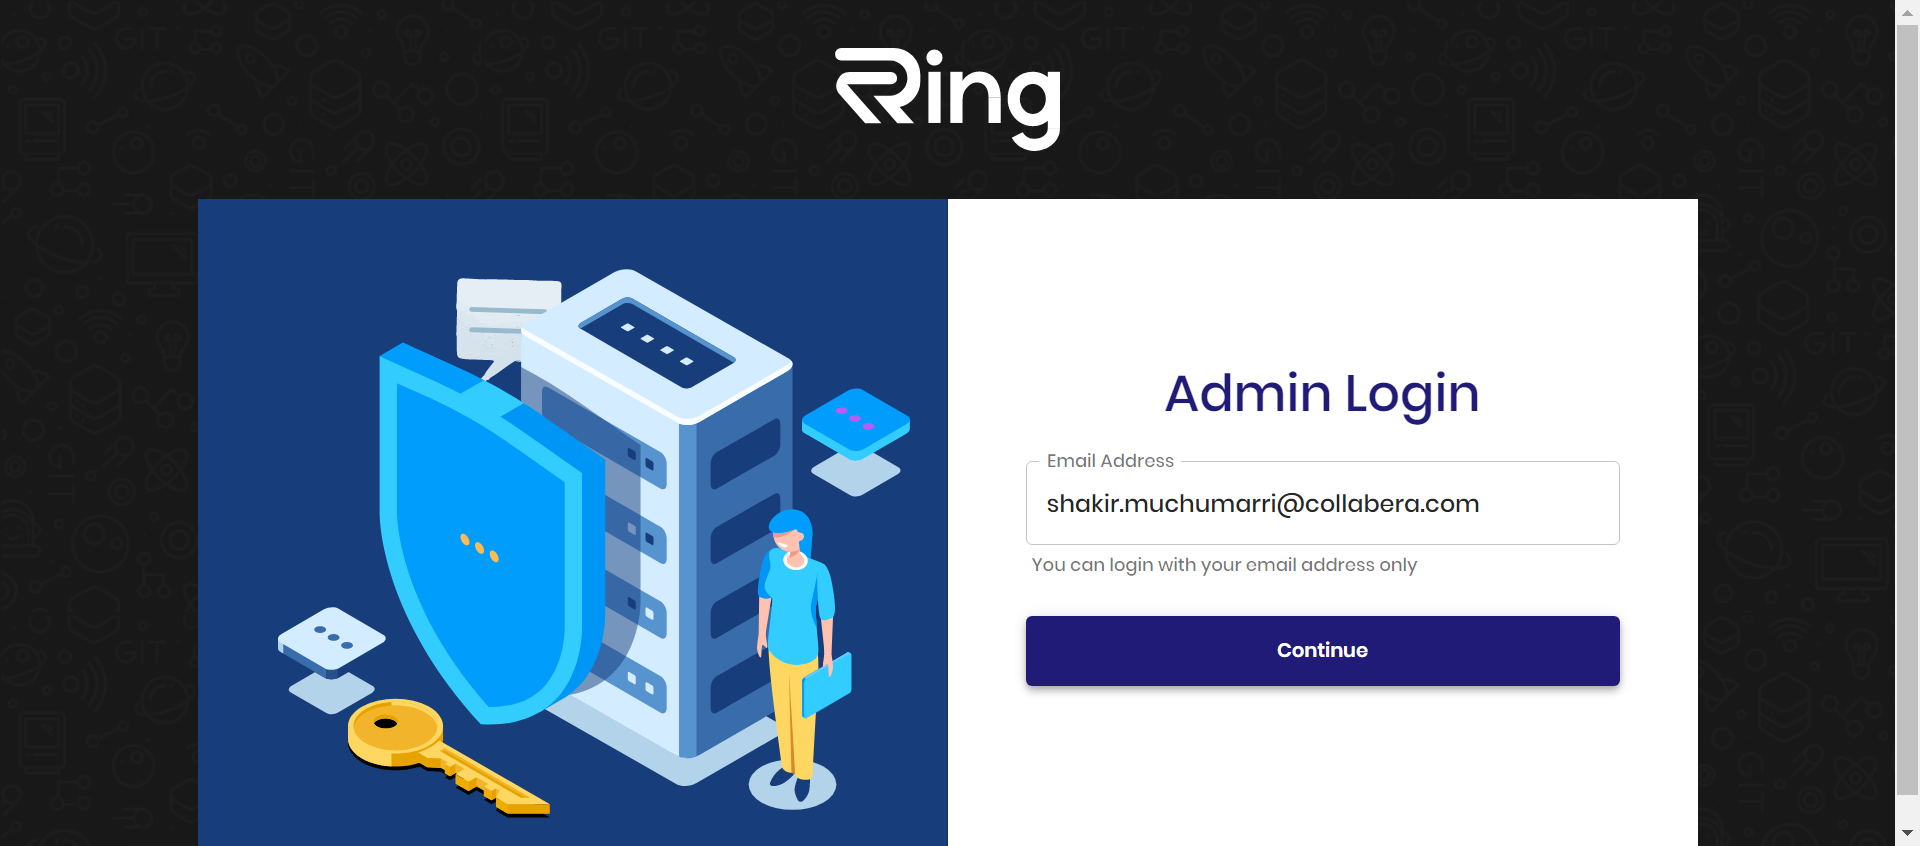 Ring
Admin Login
Email Address
shakir.muchumarri@collabera.com
You can login with your email address only
Continue